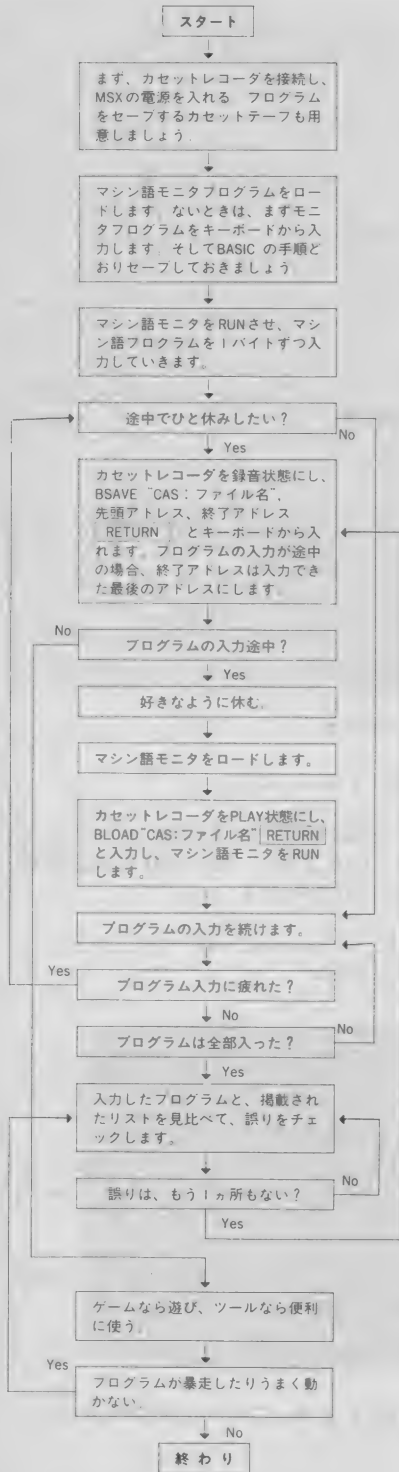 スタート
まず、カセットレコーダを接続し、
MSXの電源を入れる プログラム
をセーブするカセットテープも用
意しましょう.
マシン語モニタプログラムをロー
ドします ないときは、まずモニ
タプログラムをキーボードから入
力します. そしてBASIC の手順ど
おりセーブしておきましょう
マシン語モニタをRUNさせ、マシ
ン語プログラムを1バイトずつ入
力していきます。
途中でひと休みしたい?
No
Yes
カセットレコーダを録音状態にし、
BSAVE "CAS:ファイル名",
先頭アドレス、終了アドレス
RETURN とキーボードから入
れます。プログラムの入力が途中
の場合、終了アドレスは入力でき
た最後のアドレスにします。
No
プログラムの入力途中?
Yes
好きなように休む.
マシン語モニタをロードします。
カセットレコーダをPLAY状態にし、
BLOAD"CAS:ファイル名" RETURN
と入力し、マシン語モニタをRUN
します。
プログラムの入力を続けます。
Yes
プログラム入力に疲れた?
No
プログラムは全部入った?
No
Yes
入力したプログラムと、掲載され
たリストを見比べて、誤りをチェ
ックします。
誤りは、もう1ヵ所もない?
No
Yes
ゲームなら遊び、ツールなら便利
に使う。
Yes
プログラムが暴走したりうまく動
かない.
No
終わり